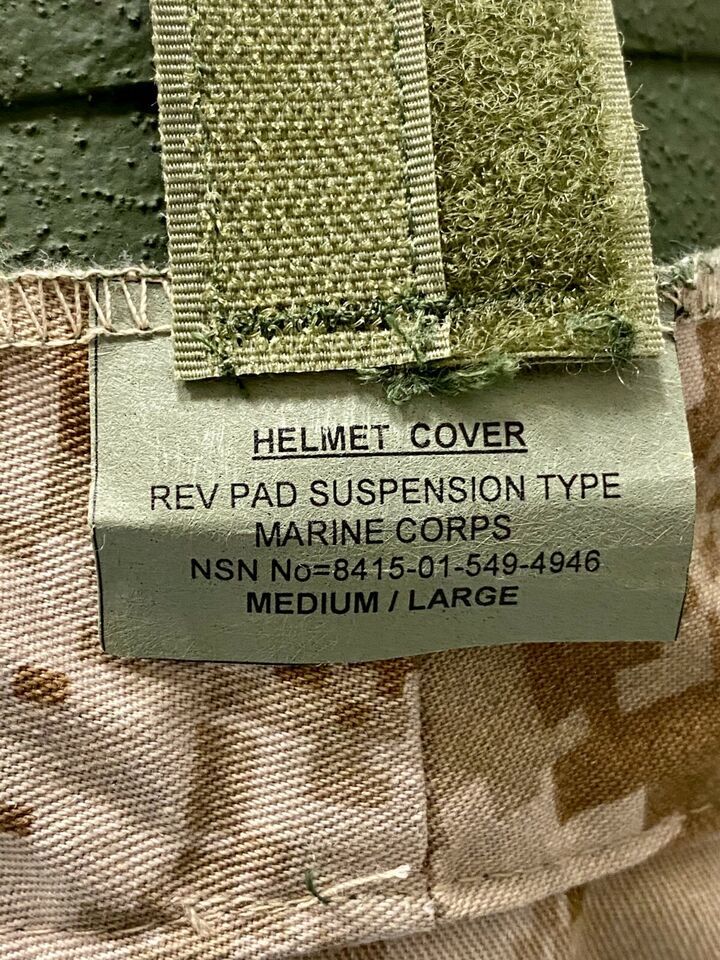 HELMET COVER
REV PAD SUSPENSION TYPE
MARINE CORPS
NSN No=8415-01-549-4946
MEDIUM / LARGE